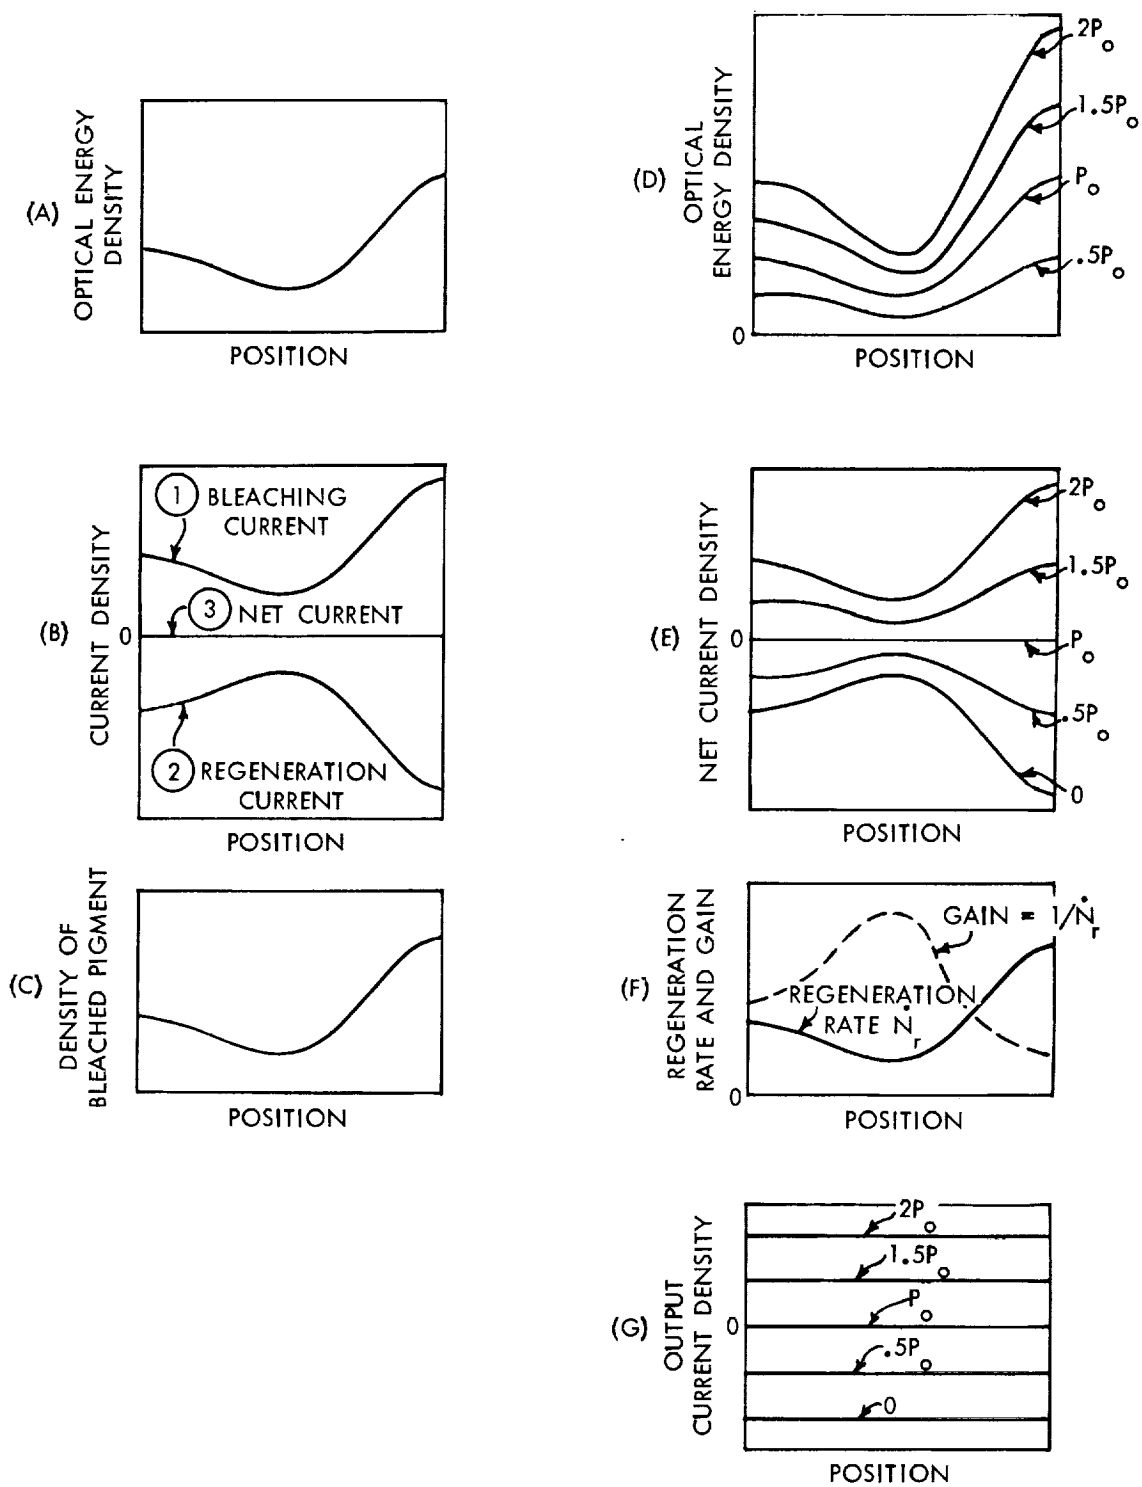 (A)
OPTICAL ENERGY
DENSITY
POSITION
(B)
CURRENT DENSITY
0
1 BLEACHING
CURRENT
3 NET CURRENT
2 REGENERATION
CURRENT
POSITION
(C)
DENSITY OF
BLEACHED PIGMENT
POSITION
(D)
OPTICAL
ENERGY DENSITY
0
2Po
1.5Po
Po
.5Po
POSITION
(E)
NET CURRENT DENSITY
0
2Po
1.5Po
Po
.5Po
0
POSITION
(F)
REGENERATION
RATE AND GAIN
0
GAIN = 1/Ṅr
REGENERATION
RATE Ṅr
POSITION
(G)
OUTPUT
CURRENT DENSITY
0
2Po
1.5Po
Po
.5Po
0
POSITION